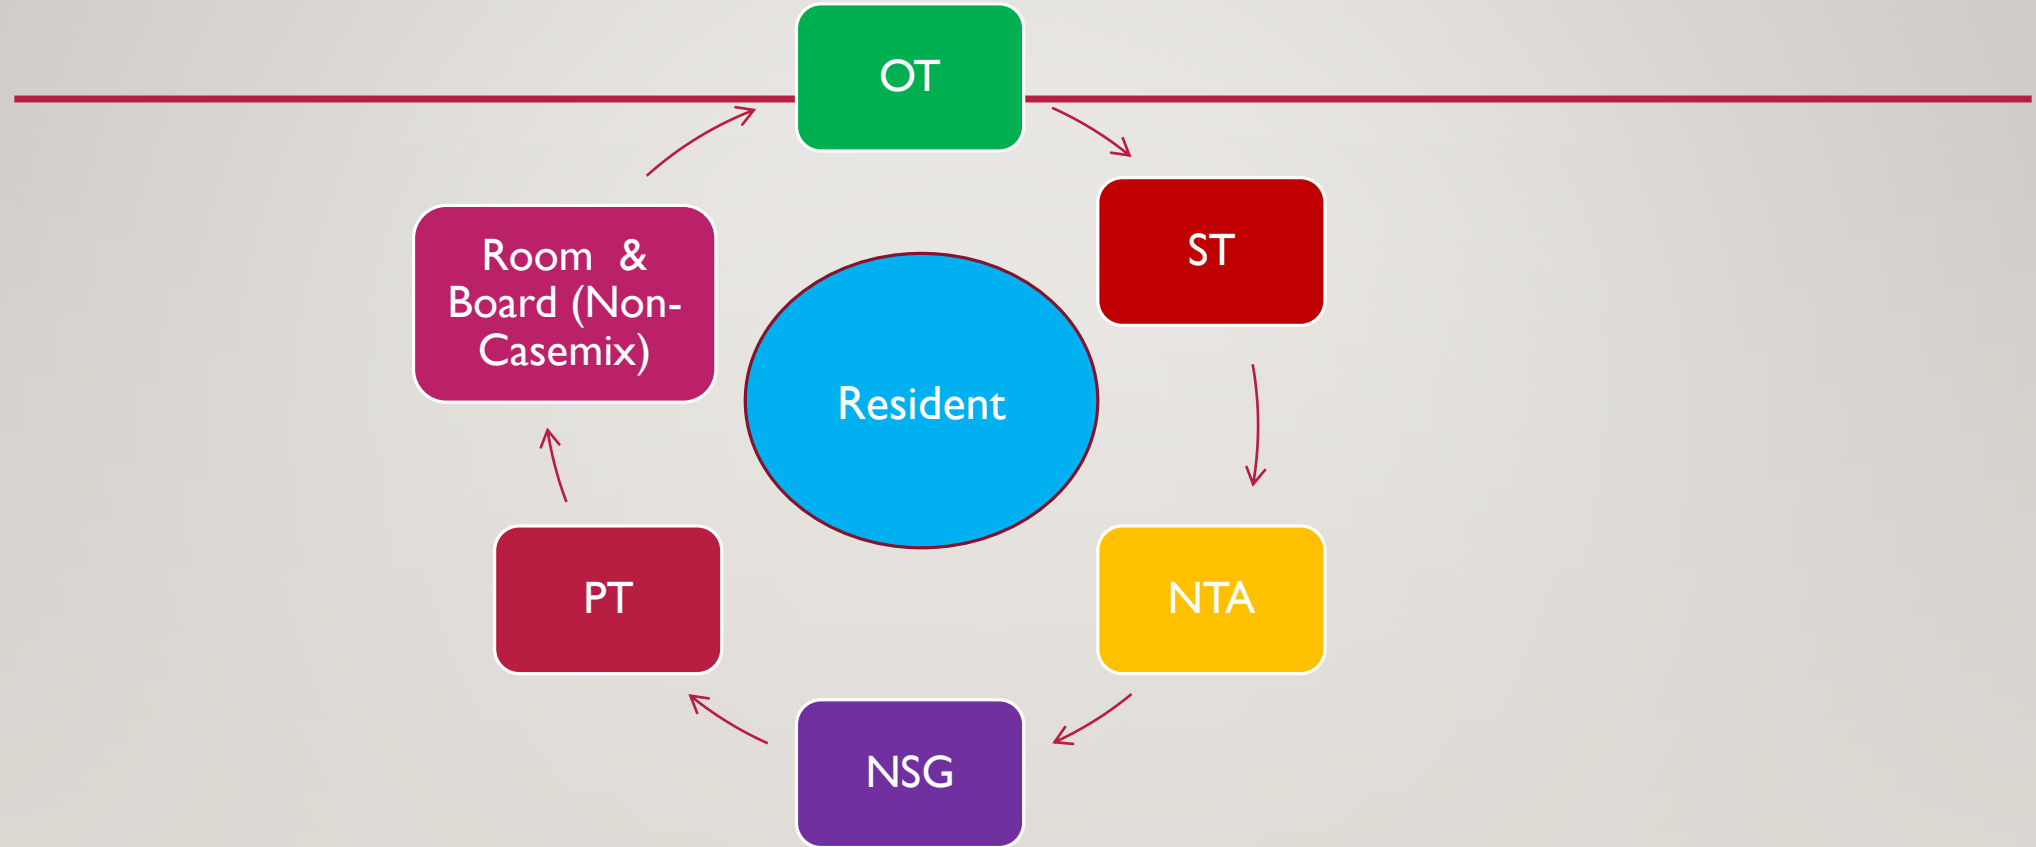 OT
ST
Room & 
Board (Non-
Casemix)
Resident
PT
NTA
NSG